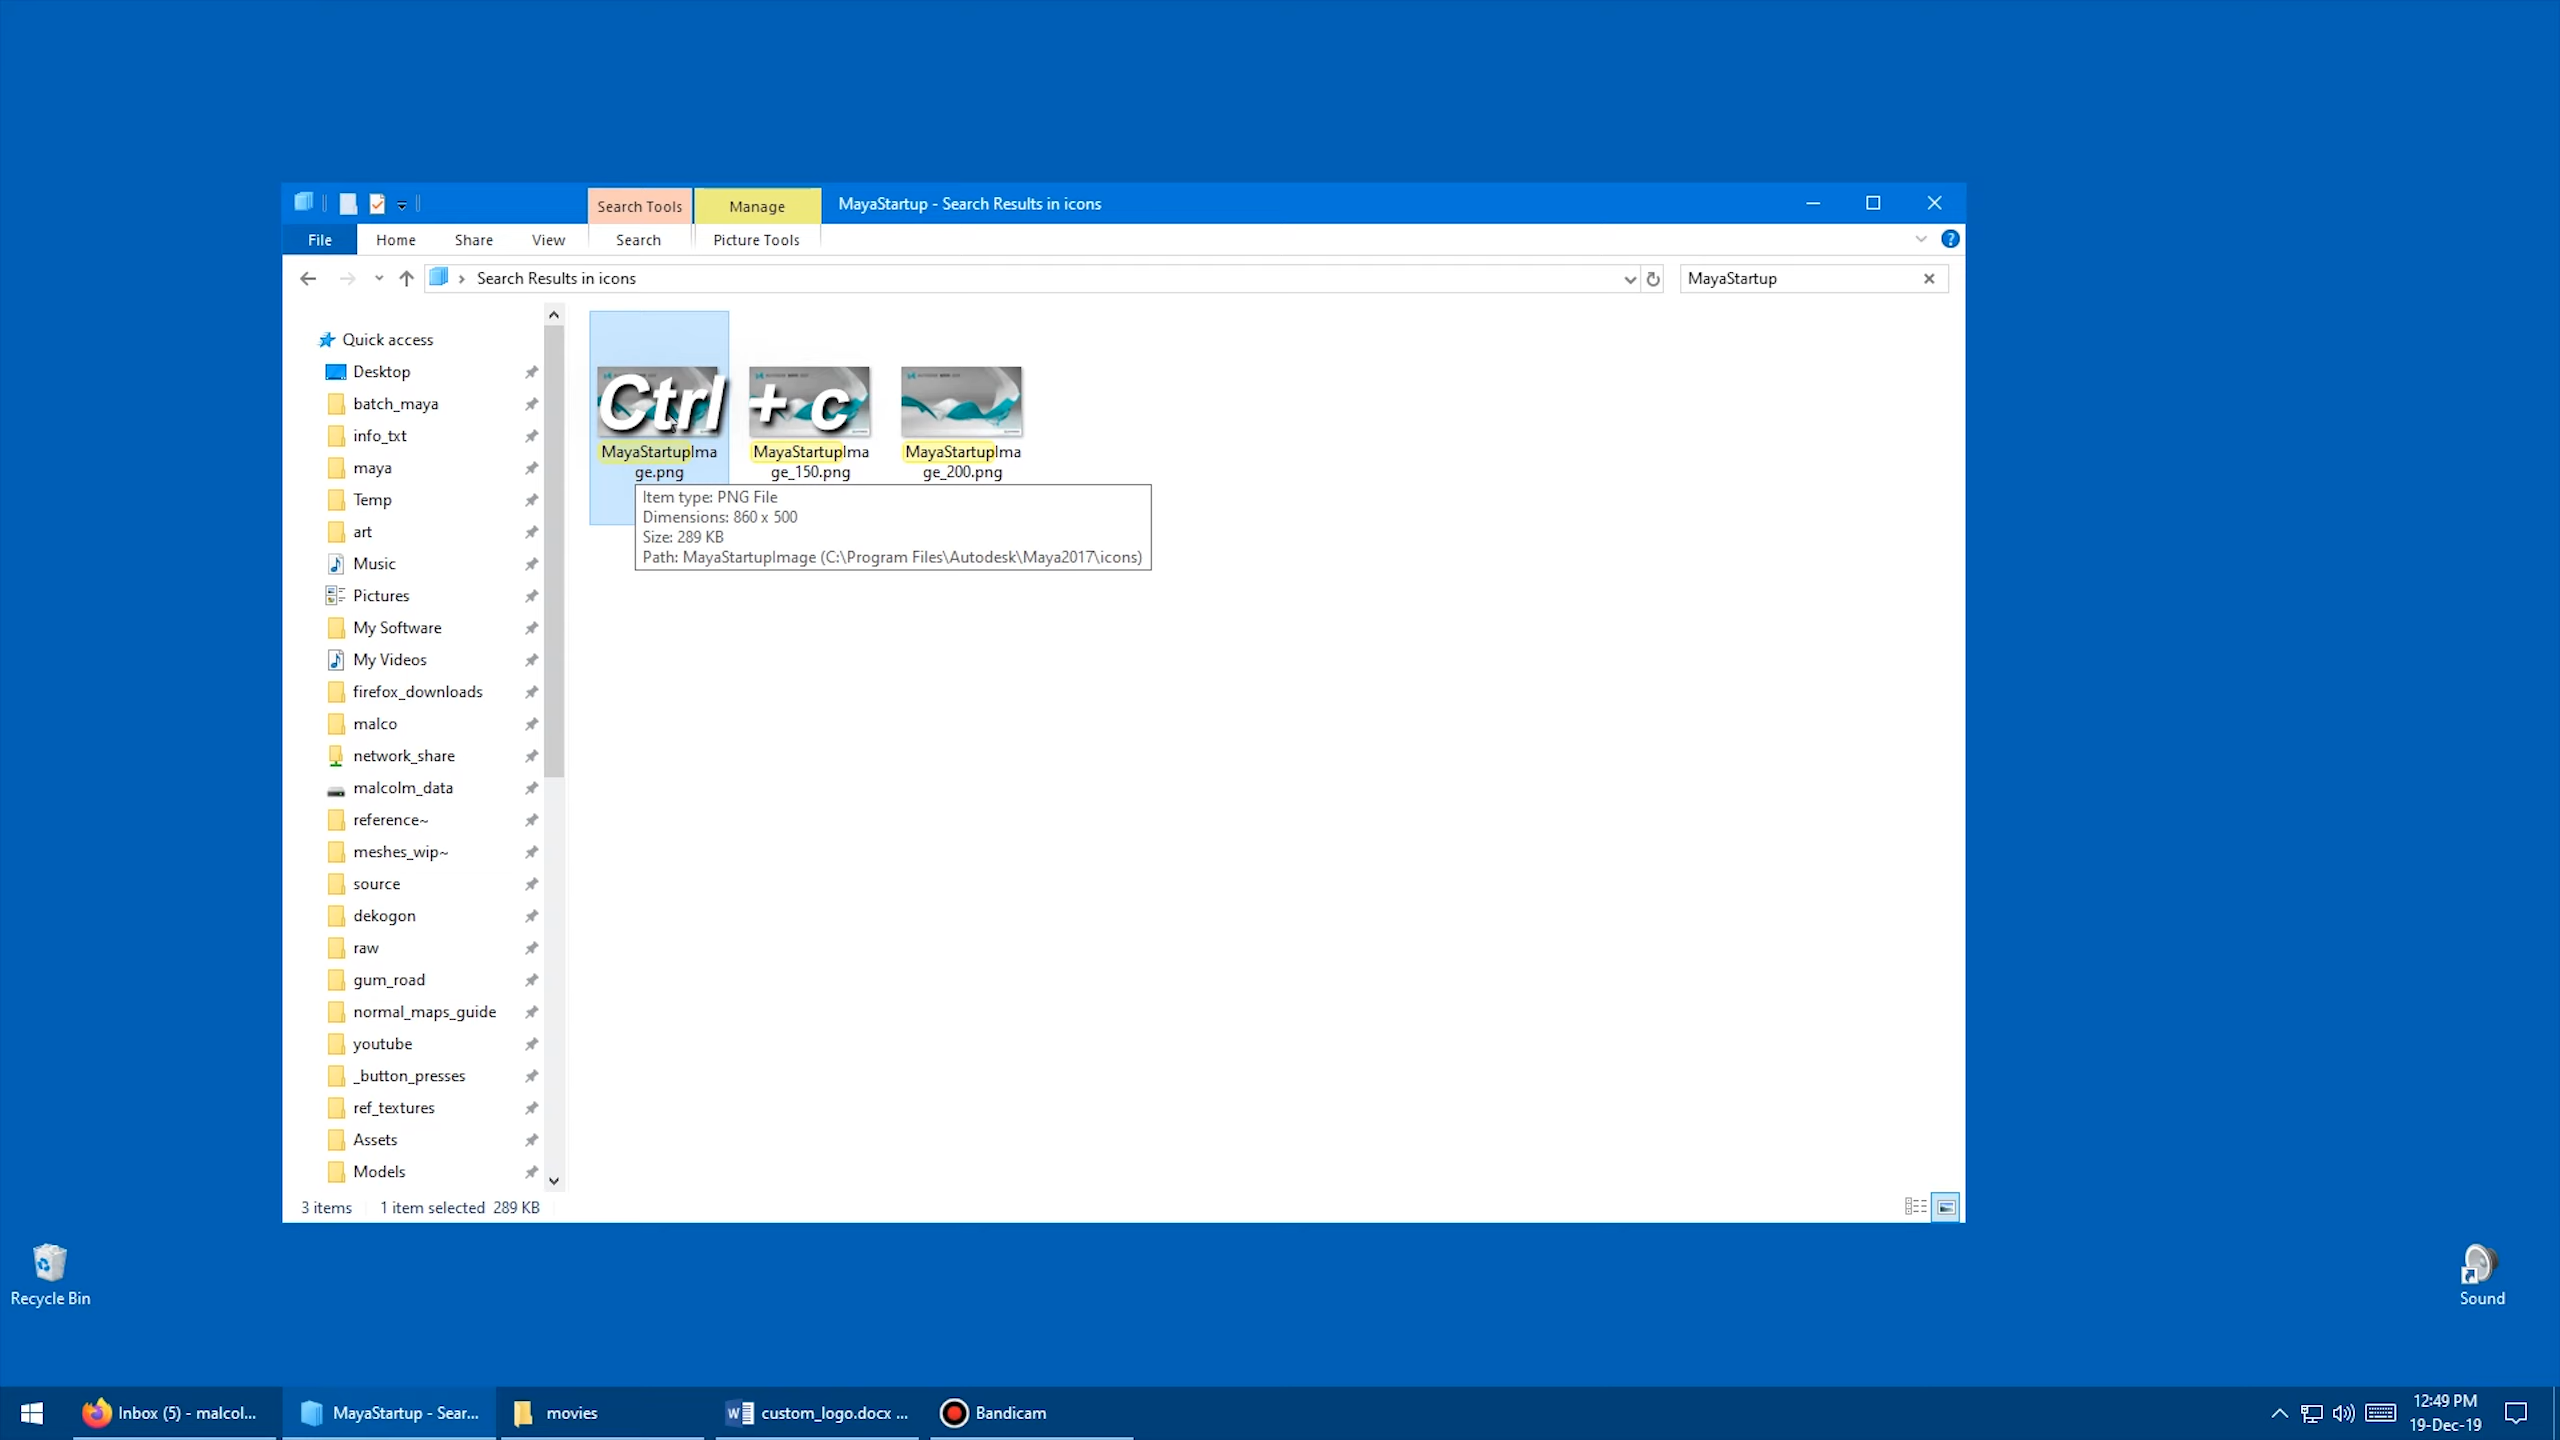 Search Tools
Manage
MayaStartup - Search Results in icons
File
Home
Share
View
Search
Picture Tools
Search Results in icons
MayaStartup
Quick access
Desktop
batch_maya
info_txt
maya
Temp
art
Music
Pictures
My Software
My Videos
firefox_downloads
malco
network_share
malcolm_data
reference~
meshes_wip~
source
dekogon
raw
gum_road
normal_maps_guide
youtube
_button_presses
ref_textures
Assets
Models
Ctrl + c
MayaStartupIma
ge.png
MayaStartupIma
ge_150.png
MayaStartupIma
ge_200.png
Item type: PNG File
Dimensions: 860 x 500
Size: 289 KB
Path: MayaStartupImage (C:\Program Files\Autodesk\Maya2017\icons)
3 items
1 item selected 289 KB
Recycle Bin
Sound
Inbox (5) - malcol...
MayaStartup - Sear...
movies
custom_logo.docx ...
Bandicam
12:49 PM
19-Dec-19